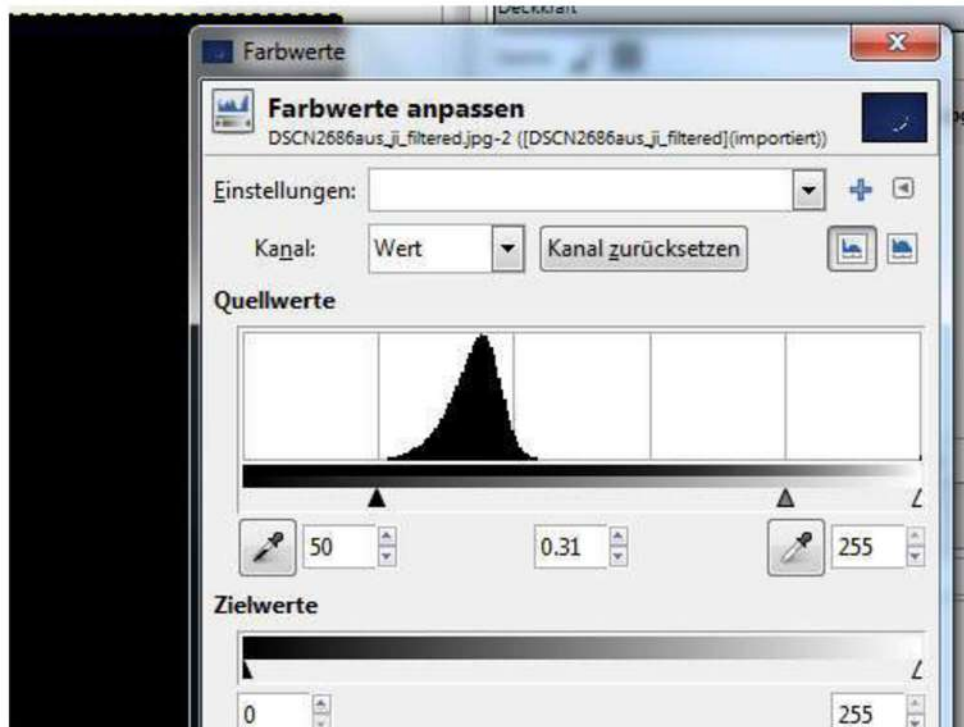 Deckkraft
Farbwerte
Farbwerte anpassen
DSCN2686aus_ji_filtered.jpg-2 ([DSCN2686aus_ji_filtered](importiert))
Einstellungen:
Kanal: Wert Kanal zurücksetzen
Quellwerte
50 0.31 255
Zielwerte
0 255